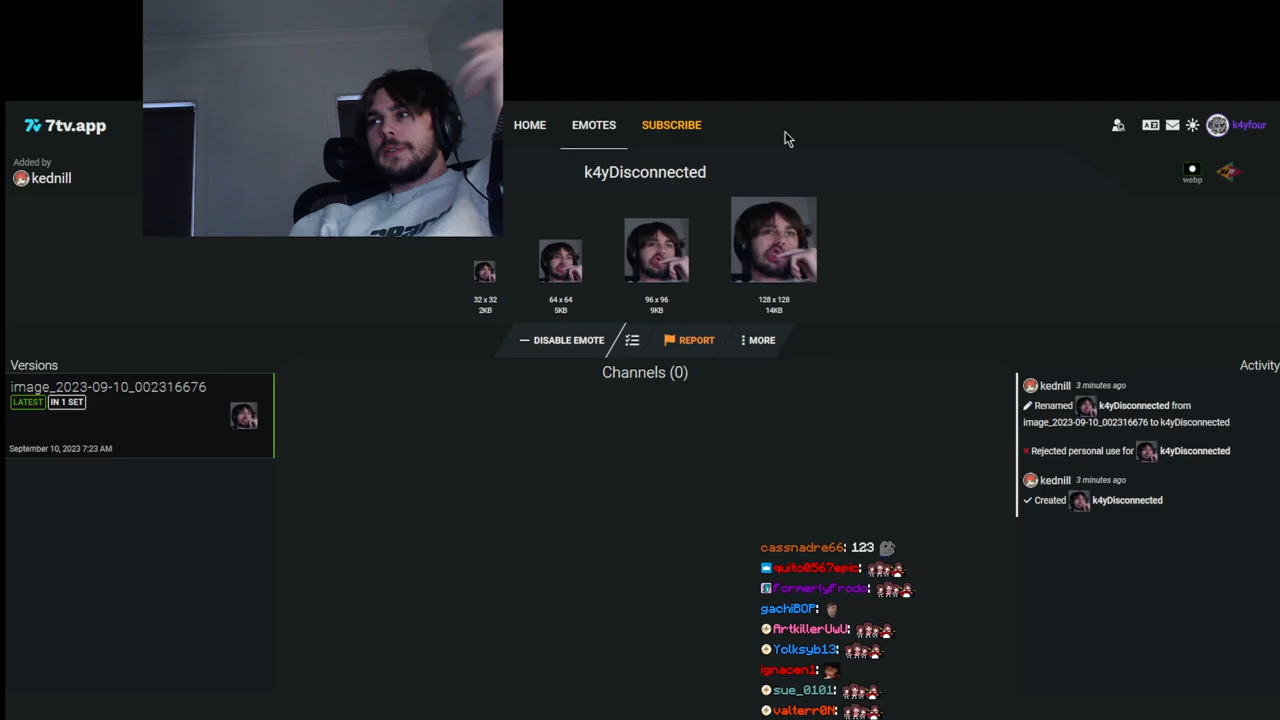 7tv.app
HOME
EMOTES
SUBSCRIBE
k4yfour
Added by
kednill
k4yDisconnected
webp
32 x 32
2KB
64 x 64
5KB
96 x 96
9KB
128 x 128
14KB
DISABLE EMOTE
REPORT
MORE
Versions
image_2023-09-10_002316676
LATEST IN 1 SET
September 10, 2023 7:23 AM
Channels (0)
Activity
kednill 3 minutes ago
Renamed k4yDisconnected from
image_2023-09-10_002316676 to k4yDisconnected
Rejected personal use for k4yDisconnected
kednill 3 minutes ago
Created k4yDisconnected
cassnadre66: 123
quito0567epic:
FormerlyFrodo:
gachiBOP:
ArtkillerUwU:
Yolksyb13:
ignacen1:
sue_0101:
valterr0N: